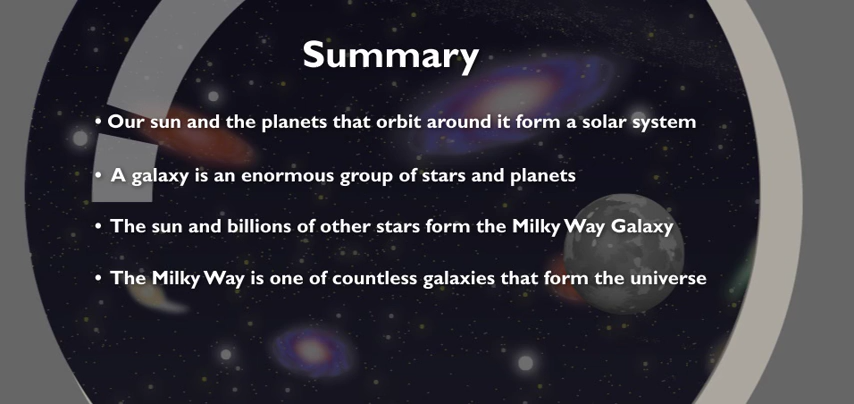 Summary
• Our sun and the planets that orbit around it form a solar system
• A galaxy is an enormous group of stars and planets
• The sun and billions of other stars form the Milky Way Galaxy
• The Milky Way is one of countless galaxies that form the universe